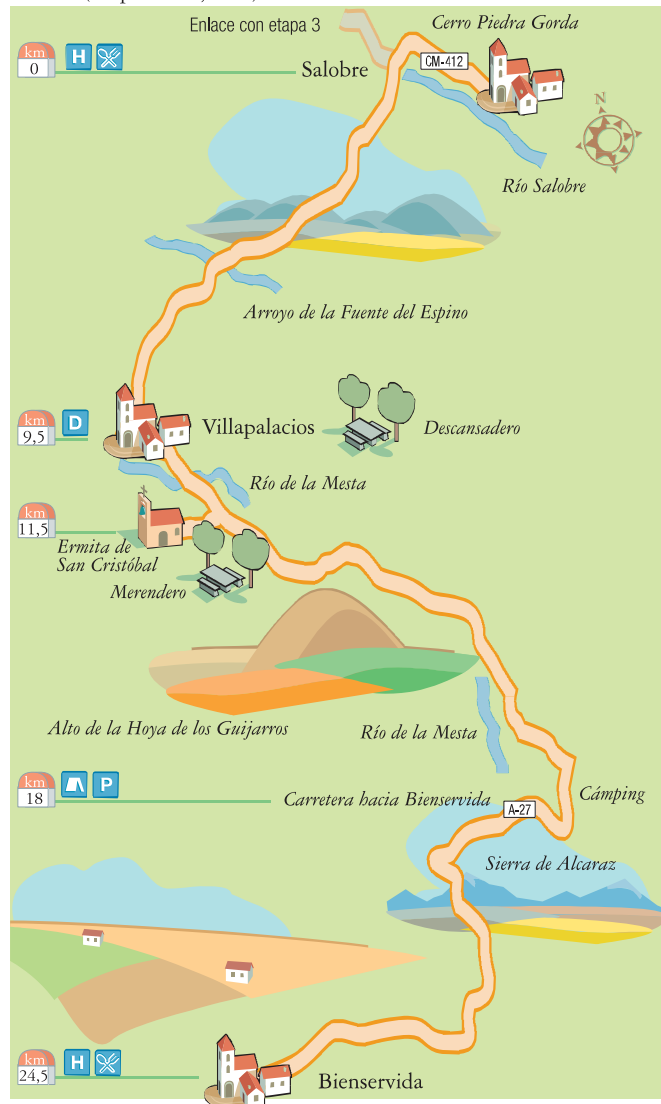 Enlace con etapa 3
Cerro Piedra Gorda
km
0
H
Salobre
CM-412
N
Río Salobre
Arroyo de la Fuente del Espino
km
9,5
D
Villapalacios
Descansadero
Río de la Mesta
km
11,5
Ermita de
San Cristóbal
Merendero
Alto de la Hoya de los Guijarros
Río de la Mesta
km
18
P
Carretera hacia Bienservida
A-27
Cámping
Sierra de Alcaraz
km
24,5
H
Bienservida